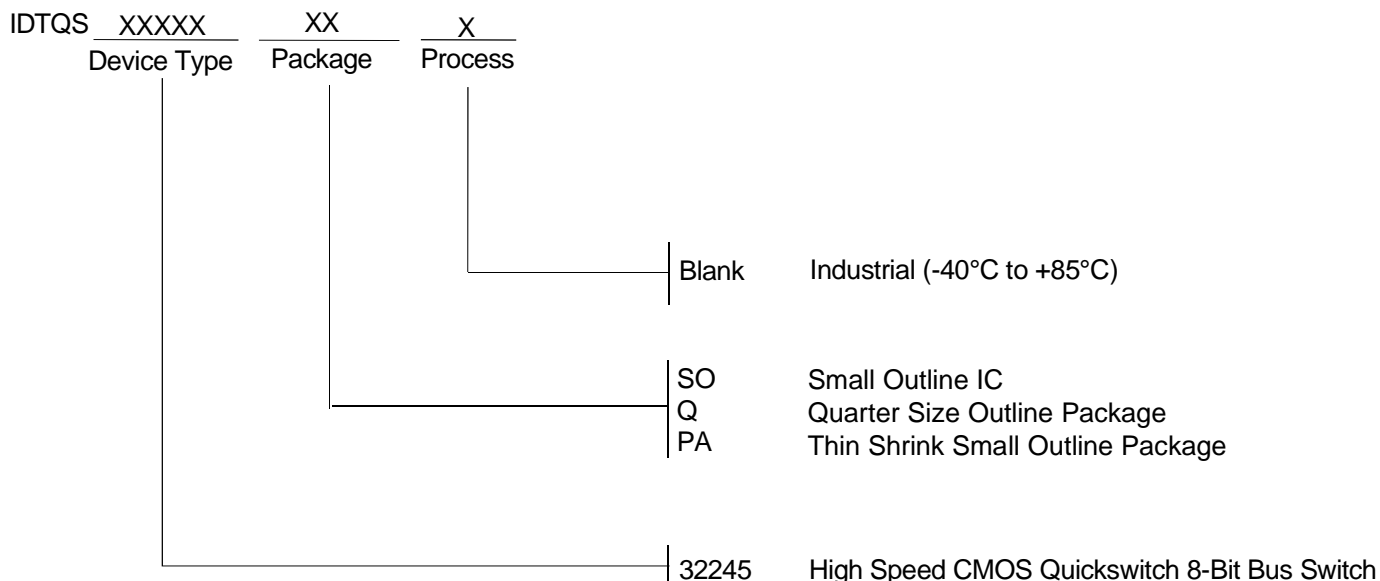 IDTQS XXXXX XX X
Device Type Package Process
Blank Industrial (-40°C to +85°C)
SO Small Outline IC
Q Quarter Size Outline Package
PA Thin Shrink Small Outline Package
32245 High Speed CMOS Quickswitch 8-Bit Bus Switch